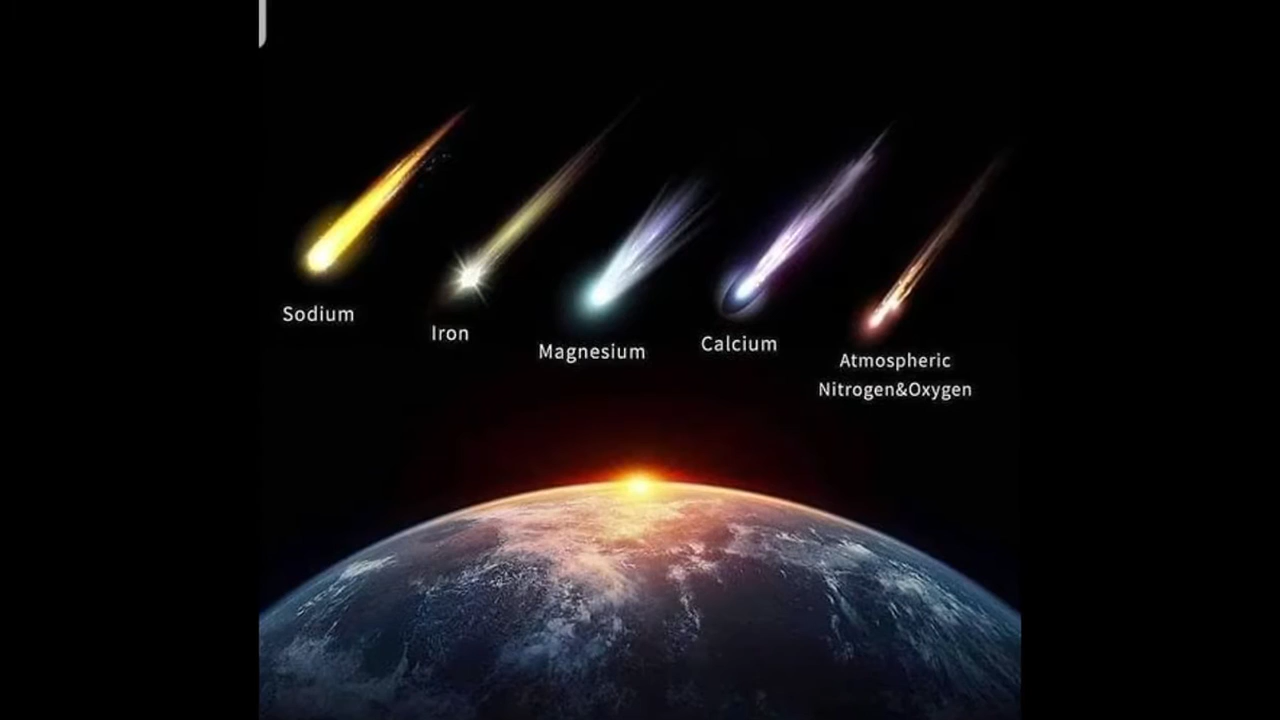 Sodium
Iron
Magnesium
Calcium
Atmospheric
Nitrogen&Oxygen